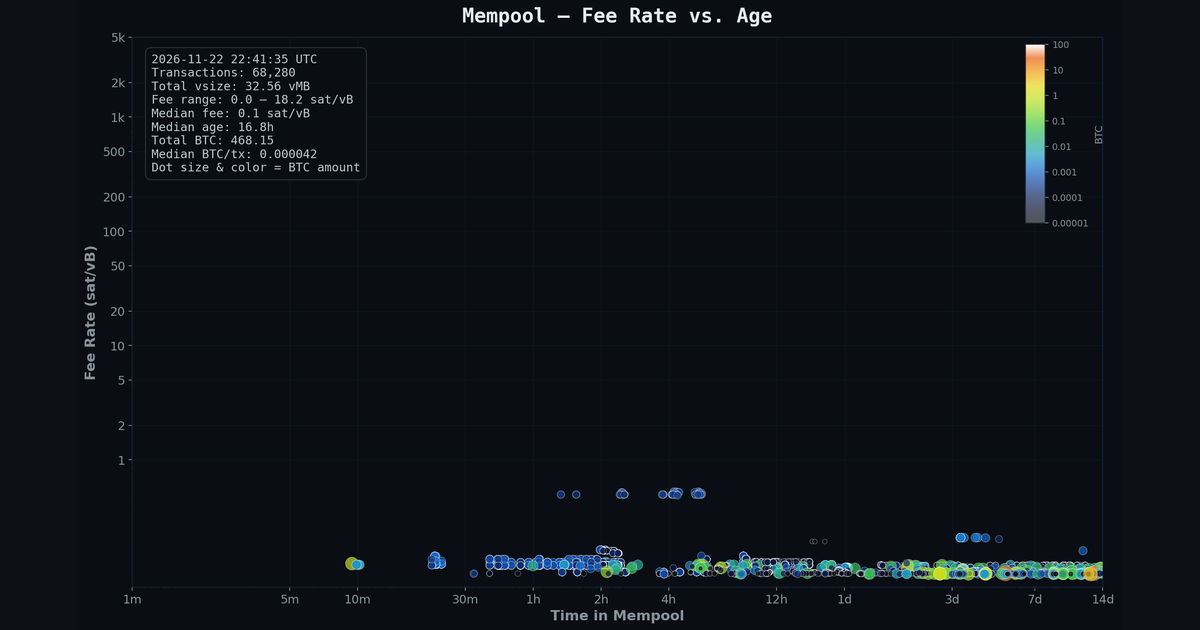 Mempool — Fee Rate vs. Age
2026-11-22 22:41:35 UTC
Transactions: 68,280
Total vsize: 32.56 vMB
Fee range: 0.0 — 18.2 sat/vB
Median fee: 0.1 sat/vB
Median age: 16.8h
Total BTC: 468.15
Median BTC/tx: 0.000042
Dot size & color = BTC amount
100
10
1
0.1
0.01
0.001
0.0001
0.00001
BTC
5k
2k
1k
500
200
100
50
20
10
5
2
1
Fee Rate (sat/vB)
1m 5m 10m 30m 1h 2h 4h 12h 1d 3d 7d 14d
Time in Mempool